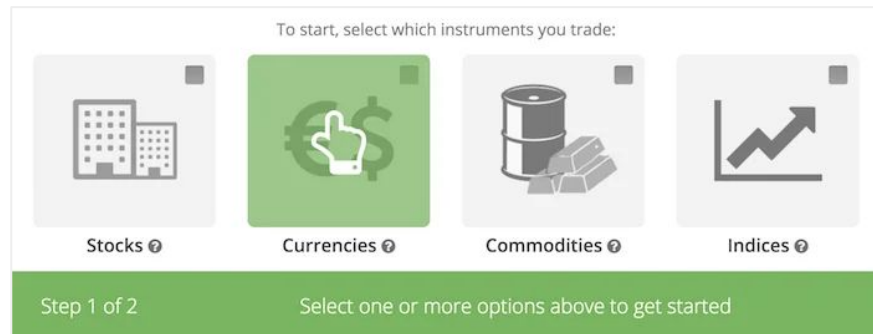 To start, select which instruments you trade:
€$
Stocks ?
Currencies ?
Commodities ?
Indices ?
Step 1 of 2
Select one or more options above to get started